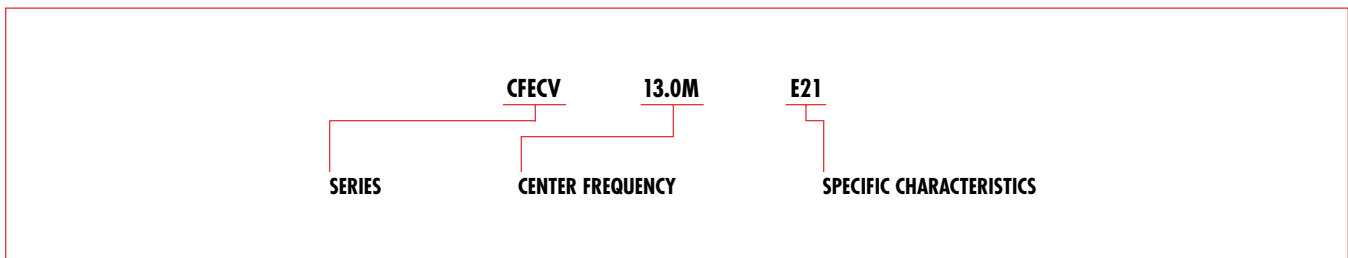 CFECV 13.0M E21
SERIES CENTER FREQUENCY SPECIFIC CHARACTERISTICS